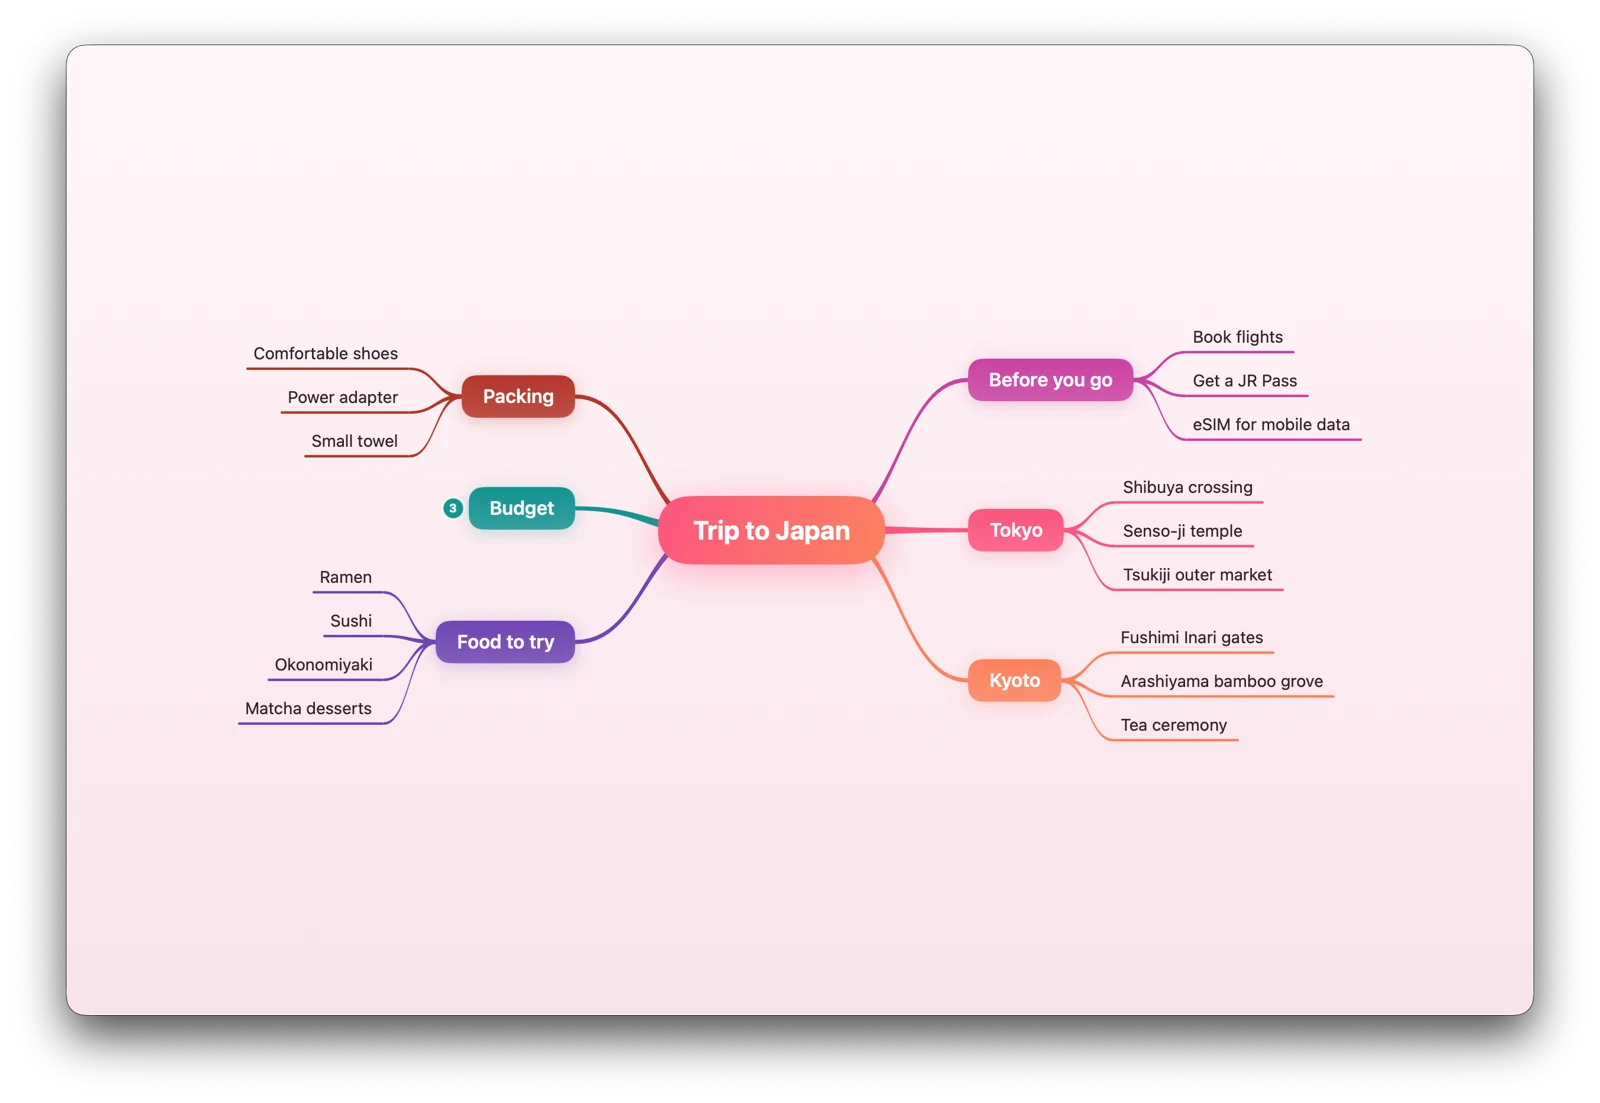 Trip to Japan
Before you go
Book flights
Get a JR Pass
eSIM for mobile data
Tokyo
Shibuya crossing
Senso-ji temple
Tsukiji outer market
Kyoto
Fushimi Inari gates
Arashiyama bamboo grove
Tea ceremony
Packing
Comfortable shoes
Power adapter
Small towel
Budget
3
Food to try
Ramen
Sushi
Okonomiyaki
Matcha desserts